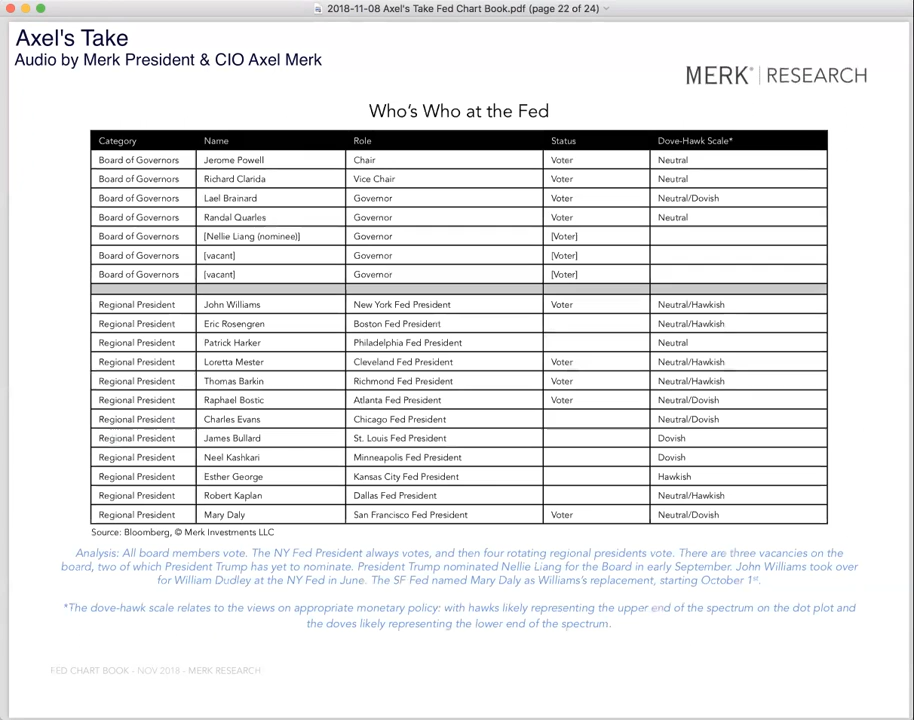 2018-11-08 Axel's Take Fed Chart Book.pdf (page 22 of 24)
Axel's Take
Audio by Merk President & CIO Axel Merk
MERK® | RESEARCH
Who's Who at the Fed
Category Name Role Status Dove-Hawk Scale*
Board of Governors Jerome Powell Chair Voter Neutral
Board of Governors Richard Clarida Vice Chair Voter Neutral
Board of Governors Lael Brainard Governor Voter Neutral/Dovish
Board of Governors Randal Quarles Governor Voter Neutral
Board of Governors [Nellie Liang (nominee)] Governor [Voter]
Board of Governors [vacant] Governor [Voter]
Board of Governors [vacant] Governor [Voter]
Regional President John Williams New York Fed President Voter Neutral/Hawkish
Regional President Eric Rosengren Boston Fed President Neutral/Hawkish
Regional President Patrick Harker Philadelphia Fed President Neutral
Regional President Loretta Mester Cleveland Fed President Voter Neutral/Hawkish
Regional President Thomas Barkin Richmond Fed President Voter Neutral/Hawkish
Regional President Raphael Bostic Atlanta Fed President Voter Neutral/Dovish
Regional President Charles Evans Chicago Fed President Neutral/Dovish
Regional President James Bullard St. Louis Fed President Dovish
Regional President Neel Kashkari Minneapolis Fed President Dovish
Regional President Esther George Kansas City Fed President Hawkish
Regional President Robert Kaplan Dallas Fed President Neutral/Hawkish
Regional President Mary Daly San Francisco Fed President Voter Neutral/Dovish
Source: Bloomberg, © Merk Investments LLC
Analysis: All board members vote. The NY Fed President always votes, and then four rotating regional presidents vote. There are three vacancies on the
board, two of which President Trump has yet to nominate. President Trump nominated Nellie Liang for the Board in early September. John Williams took over
for William Dudley at the NY Fed in June. The SF Fed named Mary Daly as Williams's replacement, starting October 1st.
*The dove-hawk scale relates to the views on appropriate monetary policy: with hawks likely representing the upper end of the spectrum on the dot plot and
the doves likely representing the lower end of the spectrum.
FED CHART BOOK - NOV 2018 - MERK RESEARCH